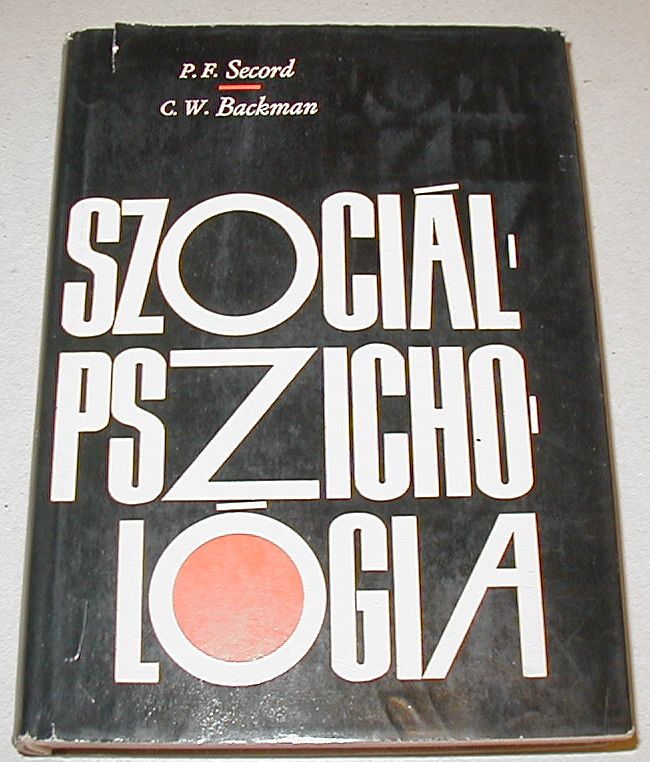 P. F. Secord
C. W. Backman
SZOCIÁL-
PSZICHO-
LÓGIA